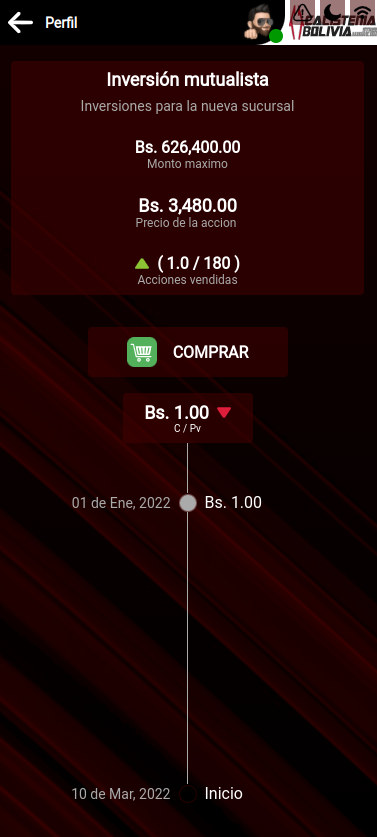 Perfil
CALISTENIA
BOLIVIA
Inversión mutualista
Inversiones para la nueva sucursal
Bs. 626,400.00
Monto maximo
Bs. 3,480.00
Precio de la accion
( 1.0 / 180 )
Acciones vendidas
COMPRAR
Bs. 1.00
C / Pv
01 de Ene, 2022 Bs. 1.00
10 de Mar, 2022 Inicio